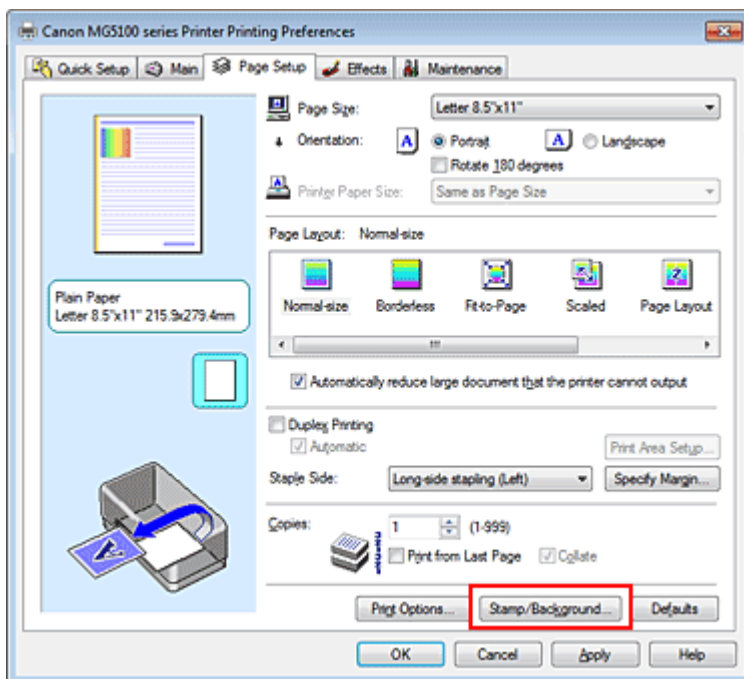 Canon MG5100 series Printer Printing Preferences
Quick Setup Main Page Setup Effects Maintenance
Page Size: Letter 8.5"x11"
Orientation: A Portrait A Landscape
Rotate 180 degrees
Printer Paper Size: Same as Page Size
Page Layout: Normal-size
Normal-size Borderless Fit-to-Page Scaled Page Layout
Plain Paper
Letter 8.5"x11" 215.9x279.4mm
Automatically reduce large document that the printer cannot output
Duplex Printing
Automatic
Print Area Setup...
Staple Side: Long-side stapling (Left) Specify Margin...
Copies: 1 (1-999)
Print from Last Page Collate
Print Options... Stamp/Background... Defaults
OK Cancel Apply Help